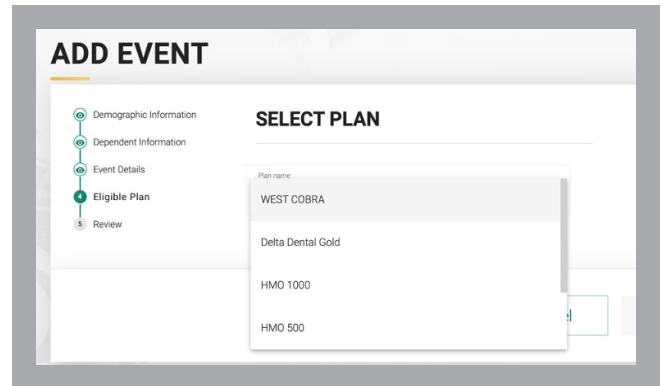 ADD EVENT
Demographic Information
Dependent Information
Event Details
4 Eligible Plan
5 Review
SELECT PLAN
Plan name
WEST COBRA
Delta Dental Gold
HMO 1000
HMO 500